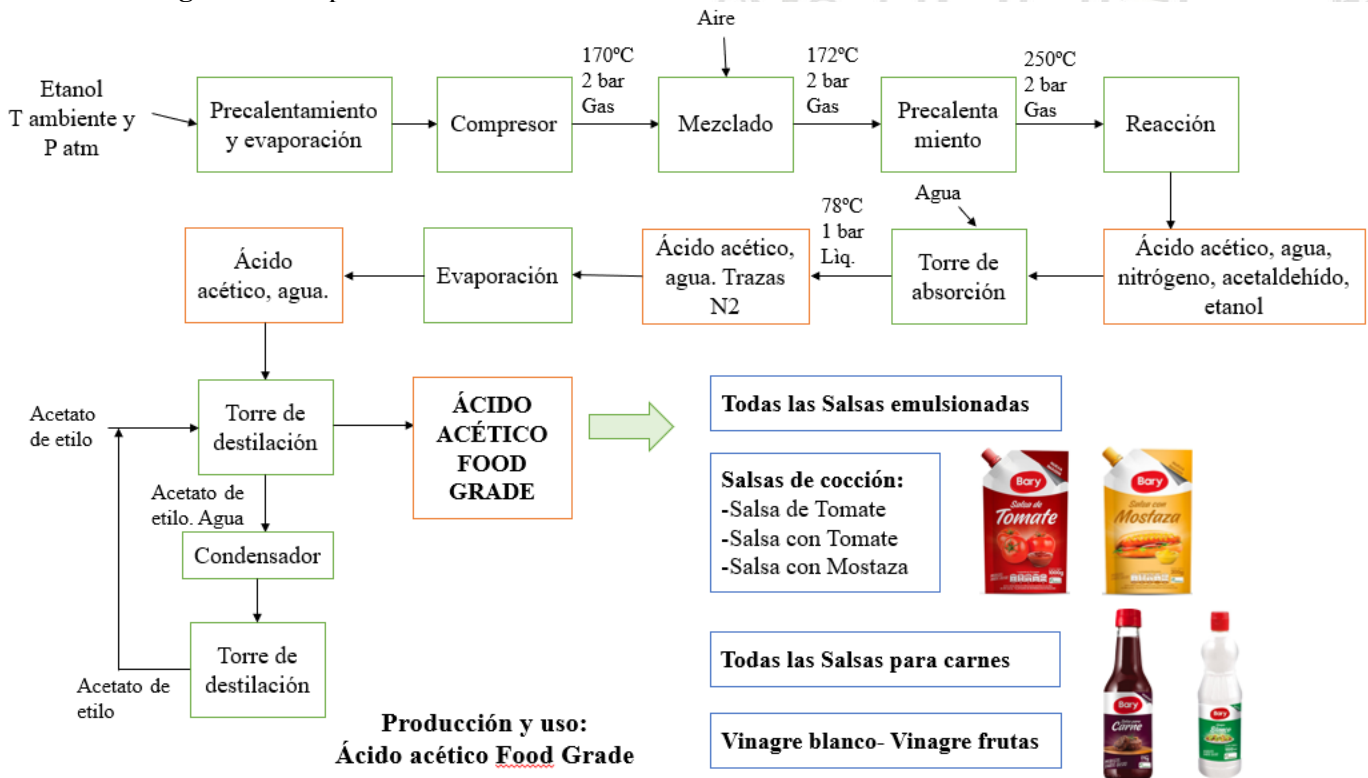 Aire
Etanol
T ambiente y
P atm
Precalentamiento
y evaporación
Compresor
170ºC
2 bar
Gas
Mezclado
172ºC
2 bar
Gas
Precalenta
miento
250ºC
2 bar
Gas
Reacción
Ácido acético, agua,
nitrógeno, acetaldehído,
etanol
Agua
Torre de
absorción
78ºC
1 bar
Lìq.
Ácido acético,
agua. Trazas
N2
Evaporación
Ácido
acético, agua.
Acetato
de etilo
Torre de
destilación
ÁCIDO
ACÉTICO
FOOD
GRADE
Acetato de
etilo. Agua
Condensador
Torre de
destilación
Acetato de
etilo
Todas las Salsas emulsionadas
Salsas de cocción:
-Salsa de Tomate
-Salsa con Tomate
-Salsa con Mostaza
Bary
Salsa de
Tomate
Bary
Salsa con
Mostaza
Todas las Salsas para carnes
Bary
Carne
Bary
Vinagre blanco- Vinagre frutas
Producción y uso:
Ácido acético Food Grade